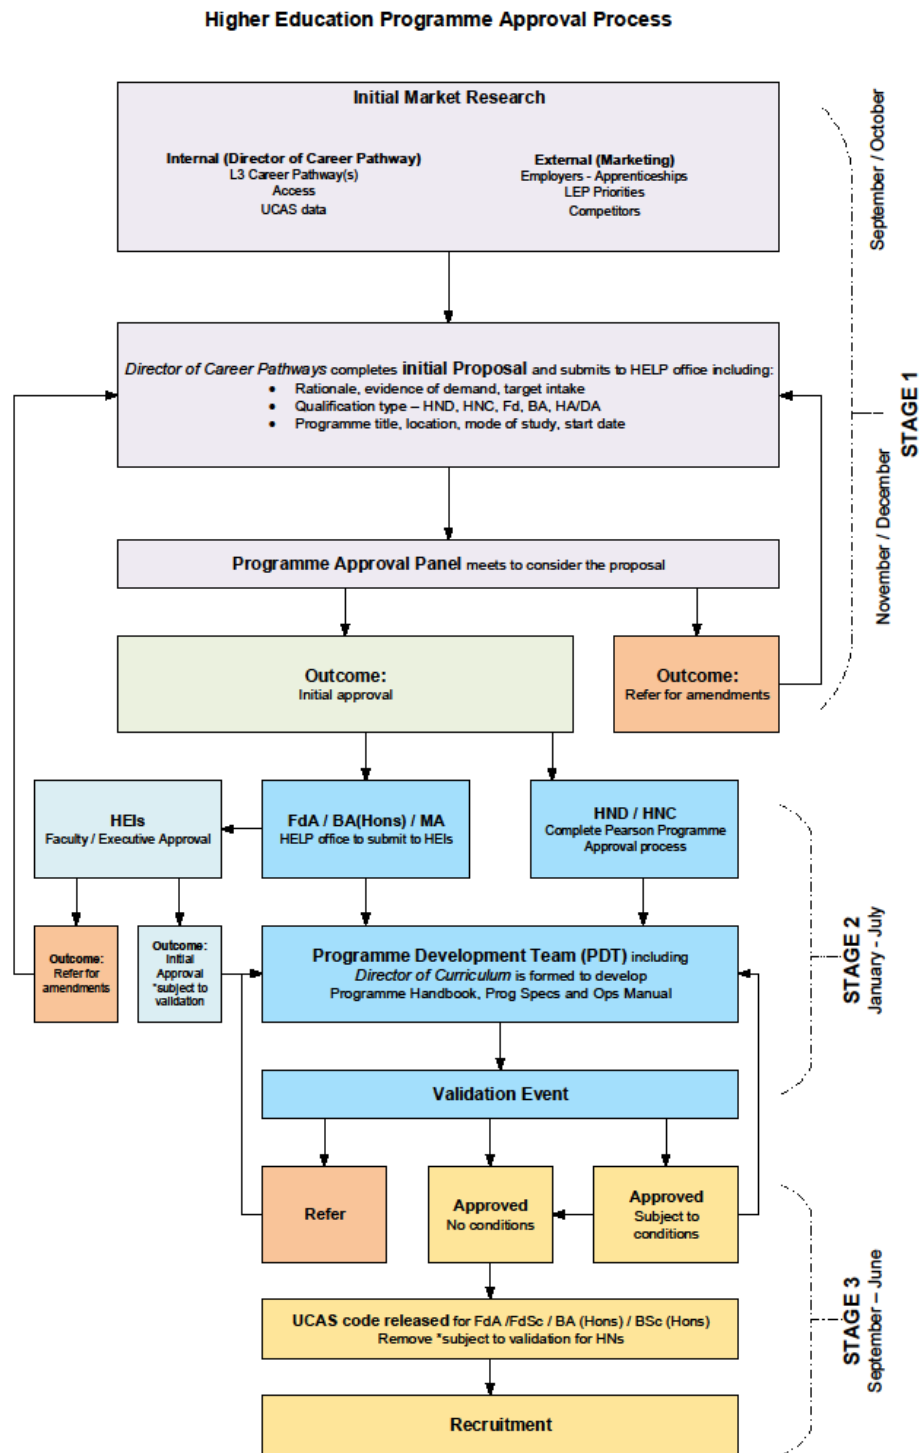 Higher Education Programme Approval Process
Initial Market Research
Internal (Director of Career Pathway)
L3 Career Pathway(s)
Access
UCAS data
External (Marketing)
Employers - Apprenticeships
LEP Priorities
Competitors
September / October
Director of Career Pathways completes initial Proposal and submits to HELP office including:
• Rationale, evidence of demand, target intake
• Qualification type – HND, HNC, Fd, BA, HA/DA
• Programme title, location, mode of study, start date
STAGE 1
November / December
Programme Approval Panel meets to consider the proposal
Outcome:
Initial approval
Outcome:
Refer for amendments
HEIs
Faculty / Executive Approval
FdA / BA(Hons) / MA
HELP office to submit to HEIs
HND / HNC
Complete Pearson Programme
Approval process
Outcome:
Refer for
amendments
Outcome:
Initial
Approval
*subject to
validation
Programme Development Team (PDT) including
Director of Curriculum is formed to develop
Programme Handbook, Prog Specs and Ops Manual
STAGE 2
January - July
Validation Event
Refer
Approved
No conditions
Approved
Subject to
conditions
UCAS code released for FdA /FdSc / BA (Hons) / BSc (Hons)
Remove *subject to validation for HNs
STAGE 3
September – June
Recruitment